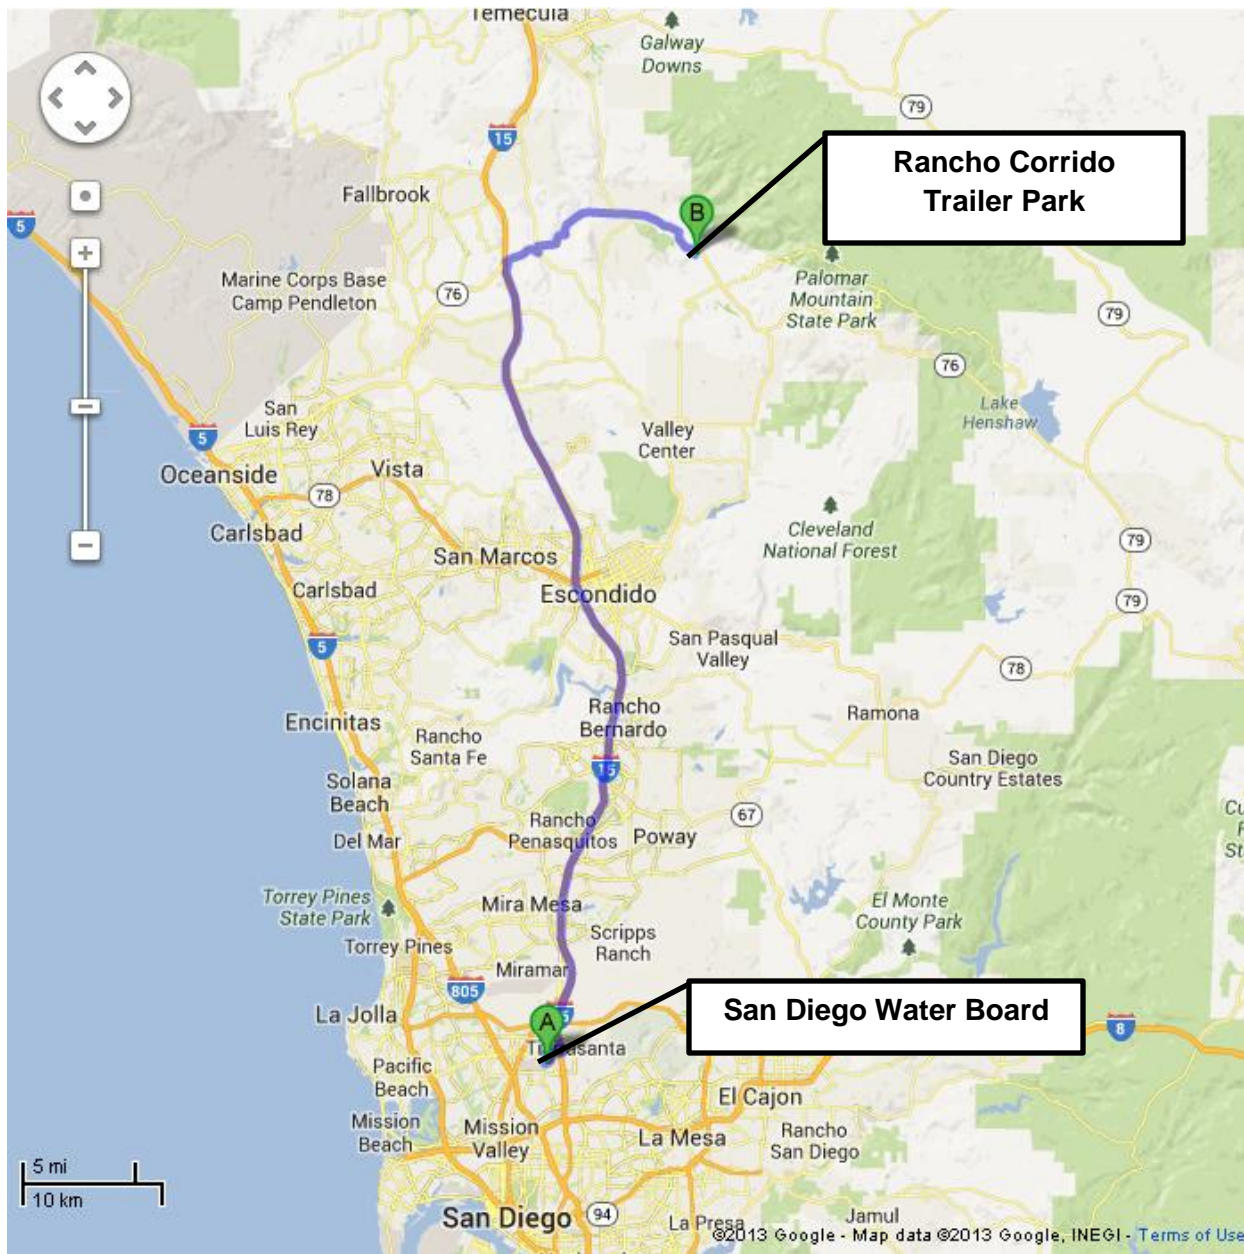 Temecula
Galway
Downs
79
15
Rancho Corrido
Trailer Park
Fallbrook
B
5
Marine Corps Base
Camp Pendleton
76
Palomar
Mountain
State Park
79
76
San
Luis Rey
Lake
Henshaw
5
Valley
Center
Oceanside
Vista
78
Carlsbad
Cleveland
National Forest
79
San Marcos
Carlsbad
Escondido
79
5
San Pasqual
Valley
78
Encinitas
Rancho
Bernardo
Ramona
Rancho
Santa Fe
San Diego
Country Estates
15
Solana
Beach
67
Rancho
Penasquitos
Poway
Del Mar
Torrey Pines
State Park
Mira Mesa
El Monte
County Park
Torrey Pines
Scripps
Ranch
Miramar
805
La Jolla
San Diego Water Board
A
8
Pacific
Beach
El Cajon
Mission
Beach
Mission
Valley
La Mesa
Rancho
San Diego
5 mi
10 km
San Diego
94
La Presa
Jamul
©2013 Google - Map data ©2013 Google, INEGI - Terms of Use